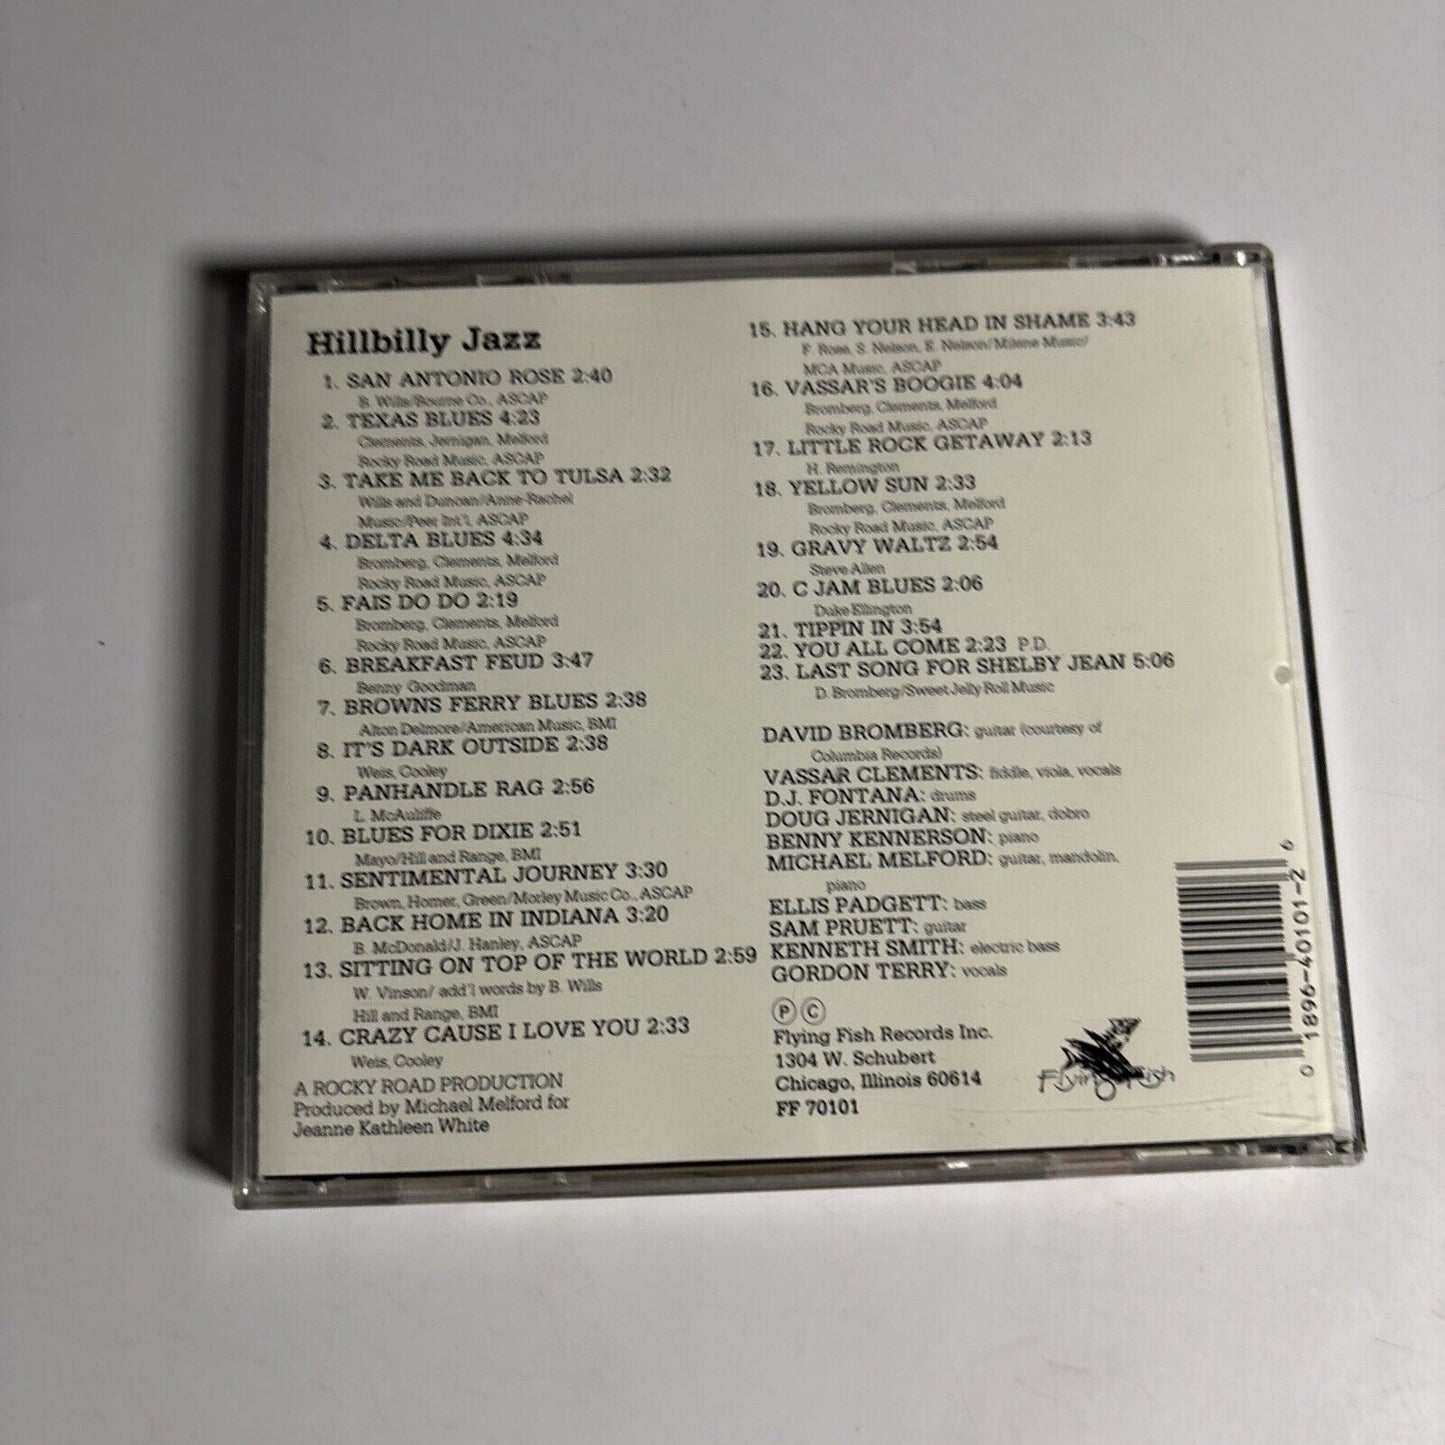 Hillbilly Jazz
1. SAN ANTONIO ROSE 2:40
B. Wills/Bourne Co., ASCAP
2. TEXAS BLUES 4:23
Clements, Jernigan, Melford
Rocky Road Music, ASCAP
3. TAKE ME BACK TO TULSA 2:32
Wills and Duncan/Anne-Rachel
Music/Peer Int'l, ASCAP
4. DELTA BLUES 4:34
Bromberg, Clements, Melford
Rocky Road Music, ASCAP
5. FAIS DO DO 2:19
Bromberg, Clements, Melford
Rocky Road Music, ASCAP
6. BREAKFAST FEUD 3:47
Benny Goodman
7. BROWNS FERRY BLUES 2:38
Alton Delmore/American Music, BMI
8. IT'S DARK OUTSIDE 2:38
Weis, Cooley
9. PANHANDLE RAG 2:56
L. McAuliffe
10. BLUES FOR DIXIE 2:51
Mayo/Hill and Range, BMI
11. SENTIMENTAL JOURNEY 3:30
Brown, Homer, Green/Morley Music Co., ASCAP
12. BACK HOME IN INDIANA 3:20
B. McDonald/J. Hanley, ASCAP
13. SITTING ON TOP OF THE WORLD 2:59
W. Vinson/ add'l words by B. Wills
Hill and Range, BMI
14. CRAZY CAUSE I LOVE YOU 2:33
Weis, Cooley
A ROCKY ROAD PRODUCTION
Produced by Michael Melford for
Jeanne Kathleen White
15. HANG YOUR HEAD IN SHAME 3:43
F. Rose, S. Nelson, E. Nelson/Milene Music/
MCA Music, ASCAP
16. VASSAR'S BOOGIE 4:04
Bromberg, Clements, Melford
Rocky Road Music, ASCAP
17. LITTLE ROCK GETAWAY 2:13
H. Remington
18. YELLOW SUN 2:33
Bromberg, Clements, Melford
Rocky Road Music, ASCAP
19. GRAVY WALTZ 2:54
Steve Allen
20. C JAM BLUES 2:06
Duke Ellington
21. TIPPIN IN 3:54
22. YOU ALL COME 2:23 P.D.
23. LAST SONG FOR SHELBY JEAN 5:06
D. Bromberg/Sweet Jelly Roll Music
DAVID BROMBERG: guitar (courtesy of
Columbia Records)
VASSAR CLEMENTS: fiddle, viola, vocals
D.J. FONTANA: drums
DOUG JERNIGAN: steel guitar, dobro
BENNY KENNERSON: piano
MICHAEL MELFORD: guitar, mandolin,
piano
ELLIS PADGETT: bass
SAM PRUETT: guitar
KENNETH SMITH: electric bass
GORDON TERRY: vocals
Ⓟ Ⓒ
Flying Fish Records Inc.
1304 W. Schubert
Chicago, Illinois 60614
FF 70101
Flying Fish
0 1896-40101-2 6